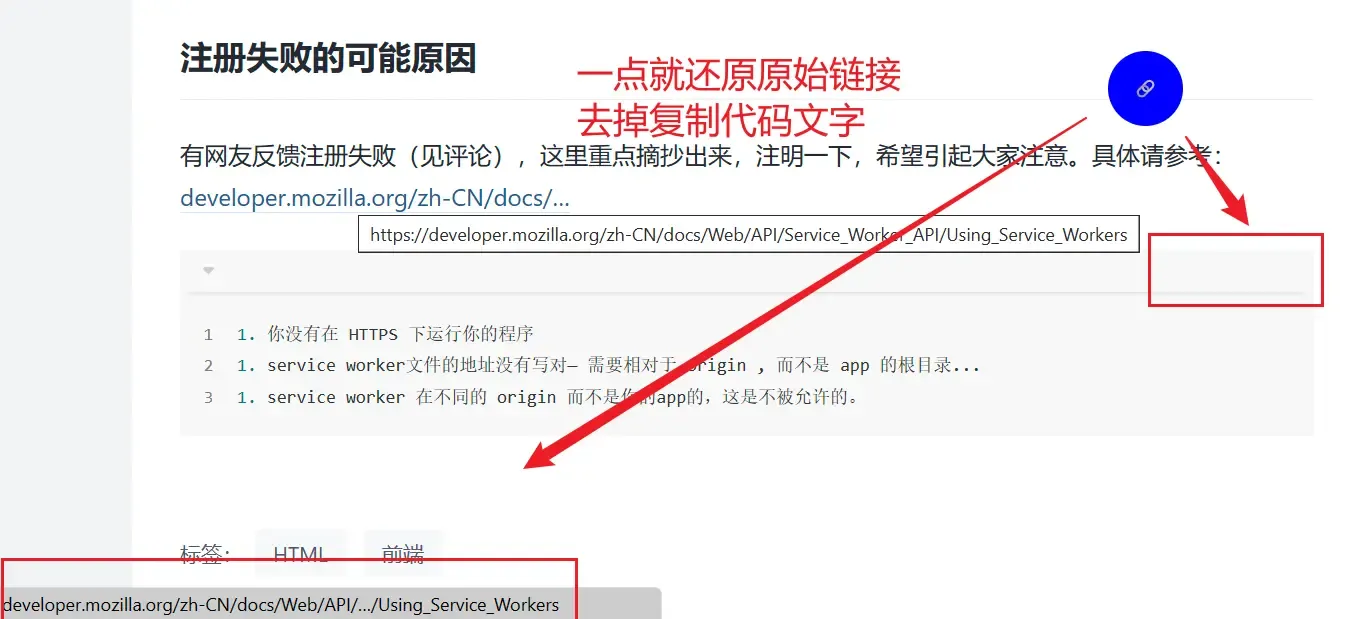 注册失败的可能原因
一点就还原原始链接
去掉复制代码文字
有网友反馈注册失败（见评论），这里重点摘抄出来，注明一下，希望引起大家注意。具体请参考：
developer.mozilla.org/zh-CN/docs/...
https://developer.mozilla.org/zh-CN/docs/Web/API/Service_Worker_API/Using_Service_Workers
1 1. 你没有在 HTTPS 下运行你的程序
2 1. service worker文件的地址没有写对— 需要相对于 origin , 而不是 app 的根目录...
3 1. service worker 在不同的 origin 而不是你的app的，这是不被允许的。
标签： HTML 前端
developer.mozilla.org/zh-CN/docs/Web/API/.../Using_Service_Workers